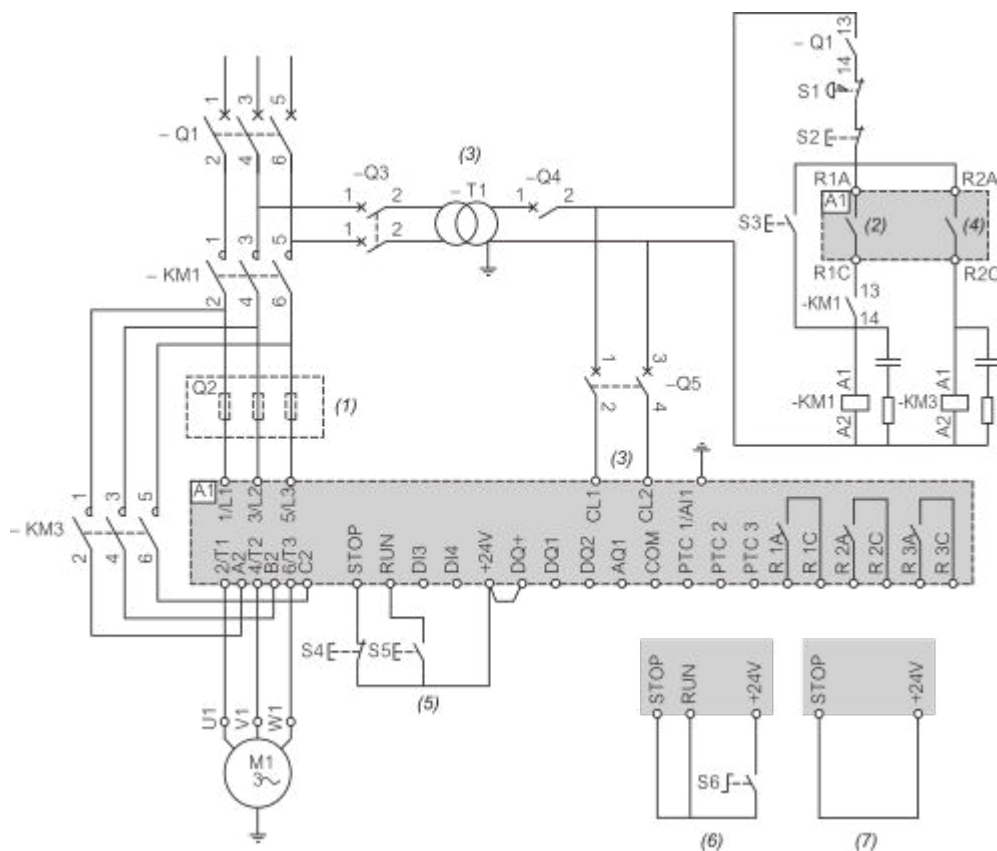 13
– Q1
14
S1
S2
R1A
R2A
A1
(2)
(4)
S3
R1C
R2C
-KM1
13
14
A1
A1
-KM1
-KM3
A2
A2
1
3
5
– Q1
2
4
6
(3)
–Q3
– T1
–Q4
1
2
1
2
1
2
1
3
5
– KM1
2
4
6
Q2
(1)
1
3
–Q5
2
4
(3)
1
3
5
– KM3
2
4
6
A1
1/L1
3/L2
5/L3
CL1
CL2
2/T1
A2
4/T2
B2
6/T3
C2
STOP
RUN
DI3
DI4
+24V
DQ+
DQ1
DQ2
AQ1
COM
PTC 1/AI1
PTC 2
PTC 3
R 1A
R 1C
R 2A
R 2C
R 3A
R 3C
S4
S5
(5)
U1
V1
W1
M1
3
STOP
RUN
+24V
S6
(6)
STOP
+24V
(7)